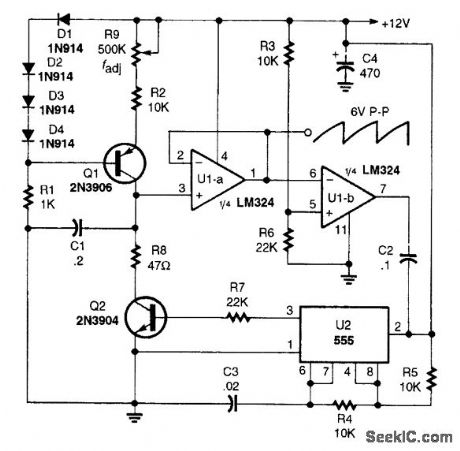 D1
1N914
+12V
R9
500K
fadj
R3
10K
C4
470
+
D2
1N914
D3
1N914
D4
1N914
R2
10K
6V P-P
Q1
2N3906
2
−
4
U1-a
1
3
+
1/4 LM324
6
−
1/4 LM324
7
U1-b
5
+
11
R1
1K
C1
.2
R8
47Ω
R6
22K
C2
.1
Q2
2N3904
R7
22K
3
U2
555
2
1
6
7
4
8
R5
10K
C3
.02
R4
10K
SeekIC.com